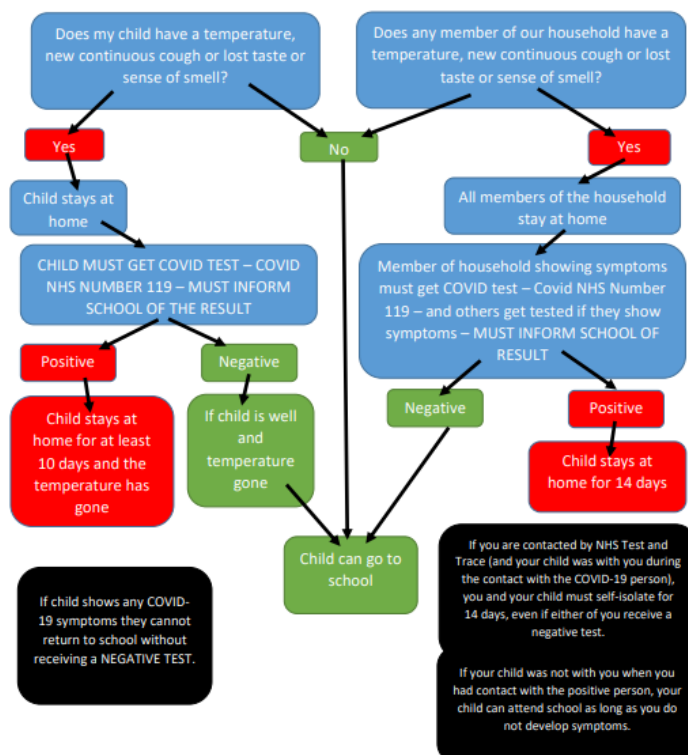 Does my child have a temperature,
new continuous cough or lost taste or
sense of smell?
Does any member of our household have a
temperature, new continuous cough or lost
taste or sense of smell?
Yes
No
Yes
Child stays at
home
All members of the household
stay at home
CHILD MUST GET COVID TEST – COVID
NHS NUMBER 119 – MUST INFORM
SCHOOL OF THE RESULT
Member of household showing symptoms
must get COVID test – Covid NHS Number
119 – and others get tested if they show
symptoms – MUST INFORM SCHOOL OF
RESULT
Positive
Negative
Negative
Positive
Child stays at
home for at least
10 days and the
temperature has
gone
If child is well
and
temperature
gone
Child stays at
home for 14 days
Child can go to
school
If child shows any COVID-
19 symptoms they cannot
return to school without
receiving a NEGATIVE TEST.
If you are contacted by NHS Test and
Trace (and your child was with you during
the contact with the COVID-19 person),
you and your child must self-isolate for
14 days, even if either of you receive a
negative test.
If your child was not with you when you
had contact with the positive person, your
child can attend school as long as you do
not develop symptoms.